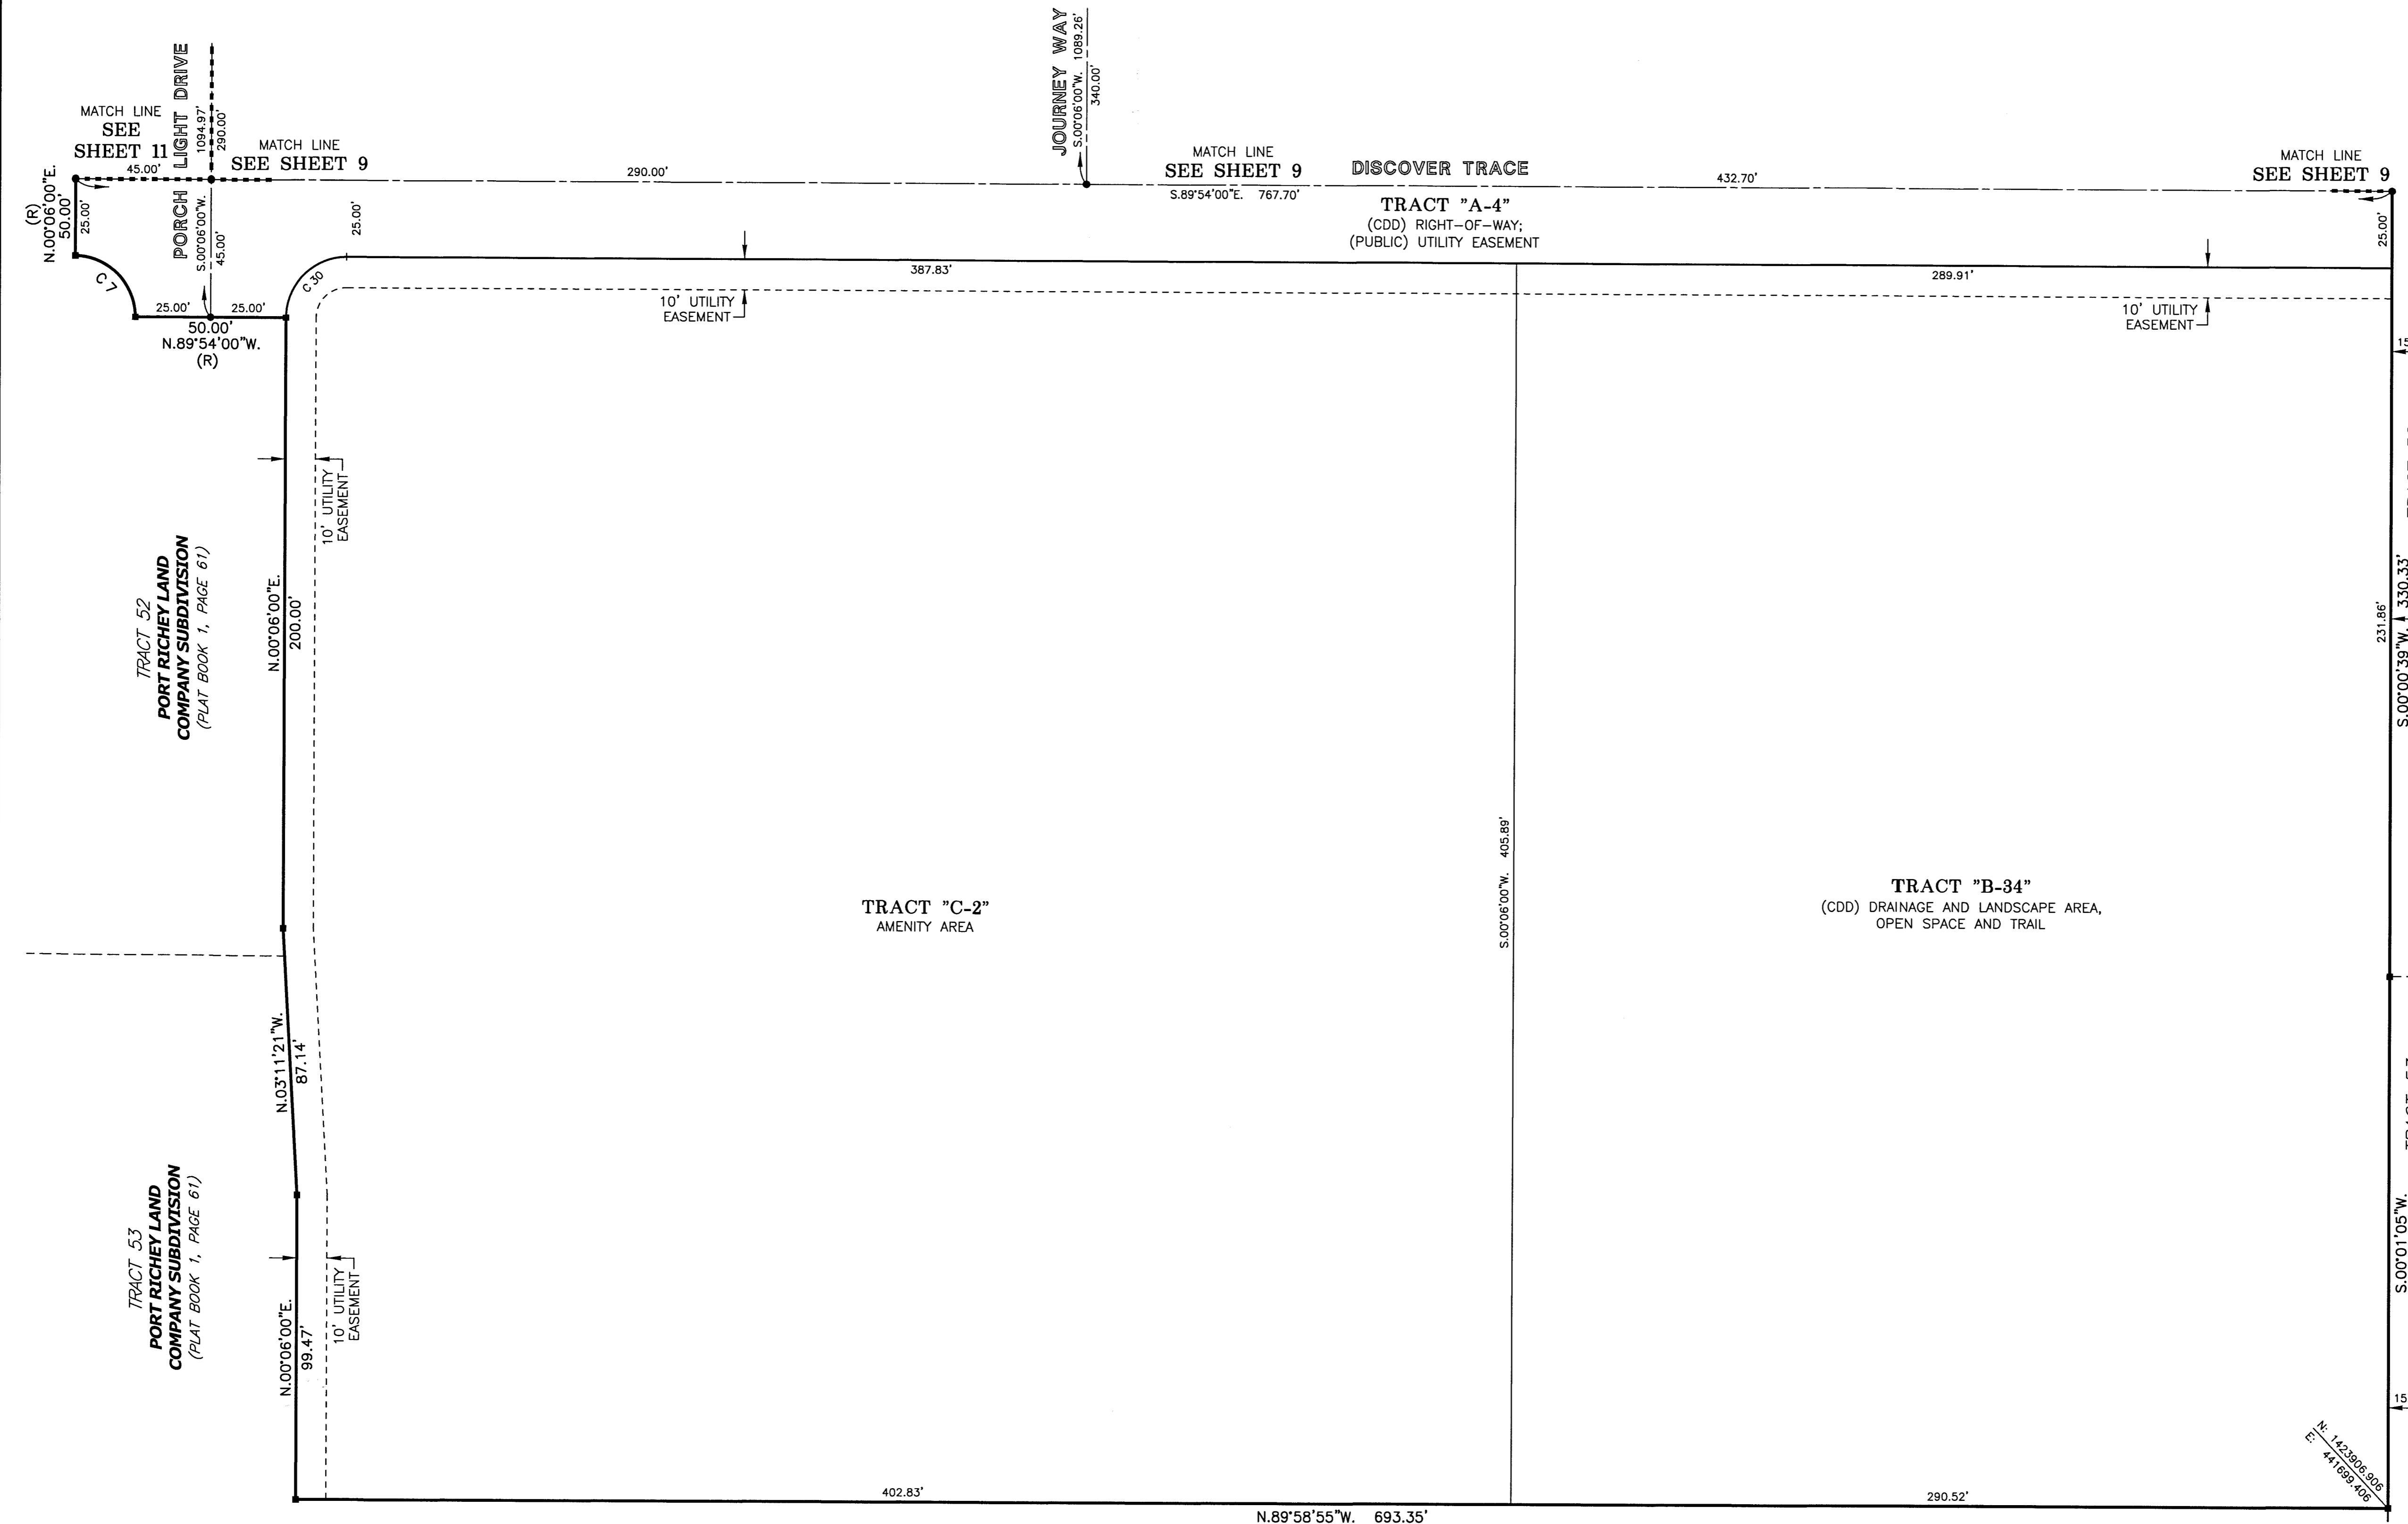 JOURNEY WAY
S.00°06'00"W. 1089.26'
340.00'
PORCH LIGHT DRIVE
1094.97'
290.00'
S.00°06'00"W.
45.00'
MATCH LINE
SEE
SHEET 11
45.00'
MATCH LINE
SEE SHEET 9
290.00'
MATCH LINE
SEE SHEET 9
DISCOVER TRACE
S.89°54'00"E. 767.70'
432.70'
MATCH LINE
SEE SHEET 9
N.00°06'00"E.
(R)
50.00'
25.00'
C7
25.00'
25.00'
50.00'
N.89°54'00"W.
(R)
C30
25.00'
TRACT "A-4"
(CDD) RIGHT-OF-WAY;
(PUBLIC) UTILITY EASEMENT
25.00'
387.83'
289.91'
10' UTILITY
EASEMENT
10' UTILITY
EASEMENT
15
10' UTILITY
EASEMENT
TRACT 52
PORT RICHEY LAND
COMPANY SUBDIVISION
(PLAT BOOK 1, PAGE 61)
N.00°06'00"E.
200.00'
231.86'
S.00°00'39"W. 330.33'
S.00°06'00"W. 405.89'
TRACT "C-2"
AMENITY AREA
TRACT "B-34"
(CDD) DRAINAGE AND LANDSCAPE AREA,
OPEN SPACE AND TRAIL
N.03°11'21"W.
87.14'
TRACT 53
PORT RICHEY LAND
COMPANY SUBDIVISION
(PLAT BOOK 1, PAGE 61)
N.00°06'00"E.
99.47'
10' UTILITY
EASEMENT
S.00°01'05"W.
15
N: 1423906.906
E: 441699.406
402.83'
290.52'
N.89°58'55"W. 693.35'